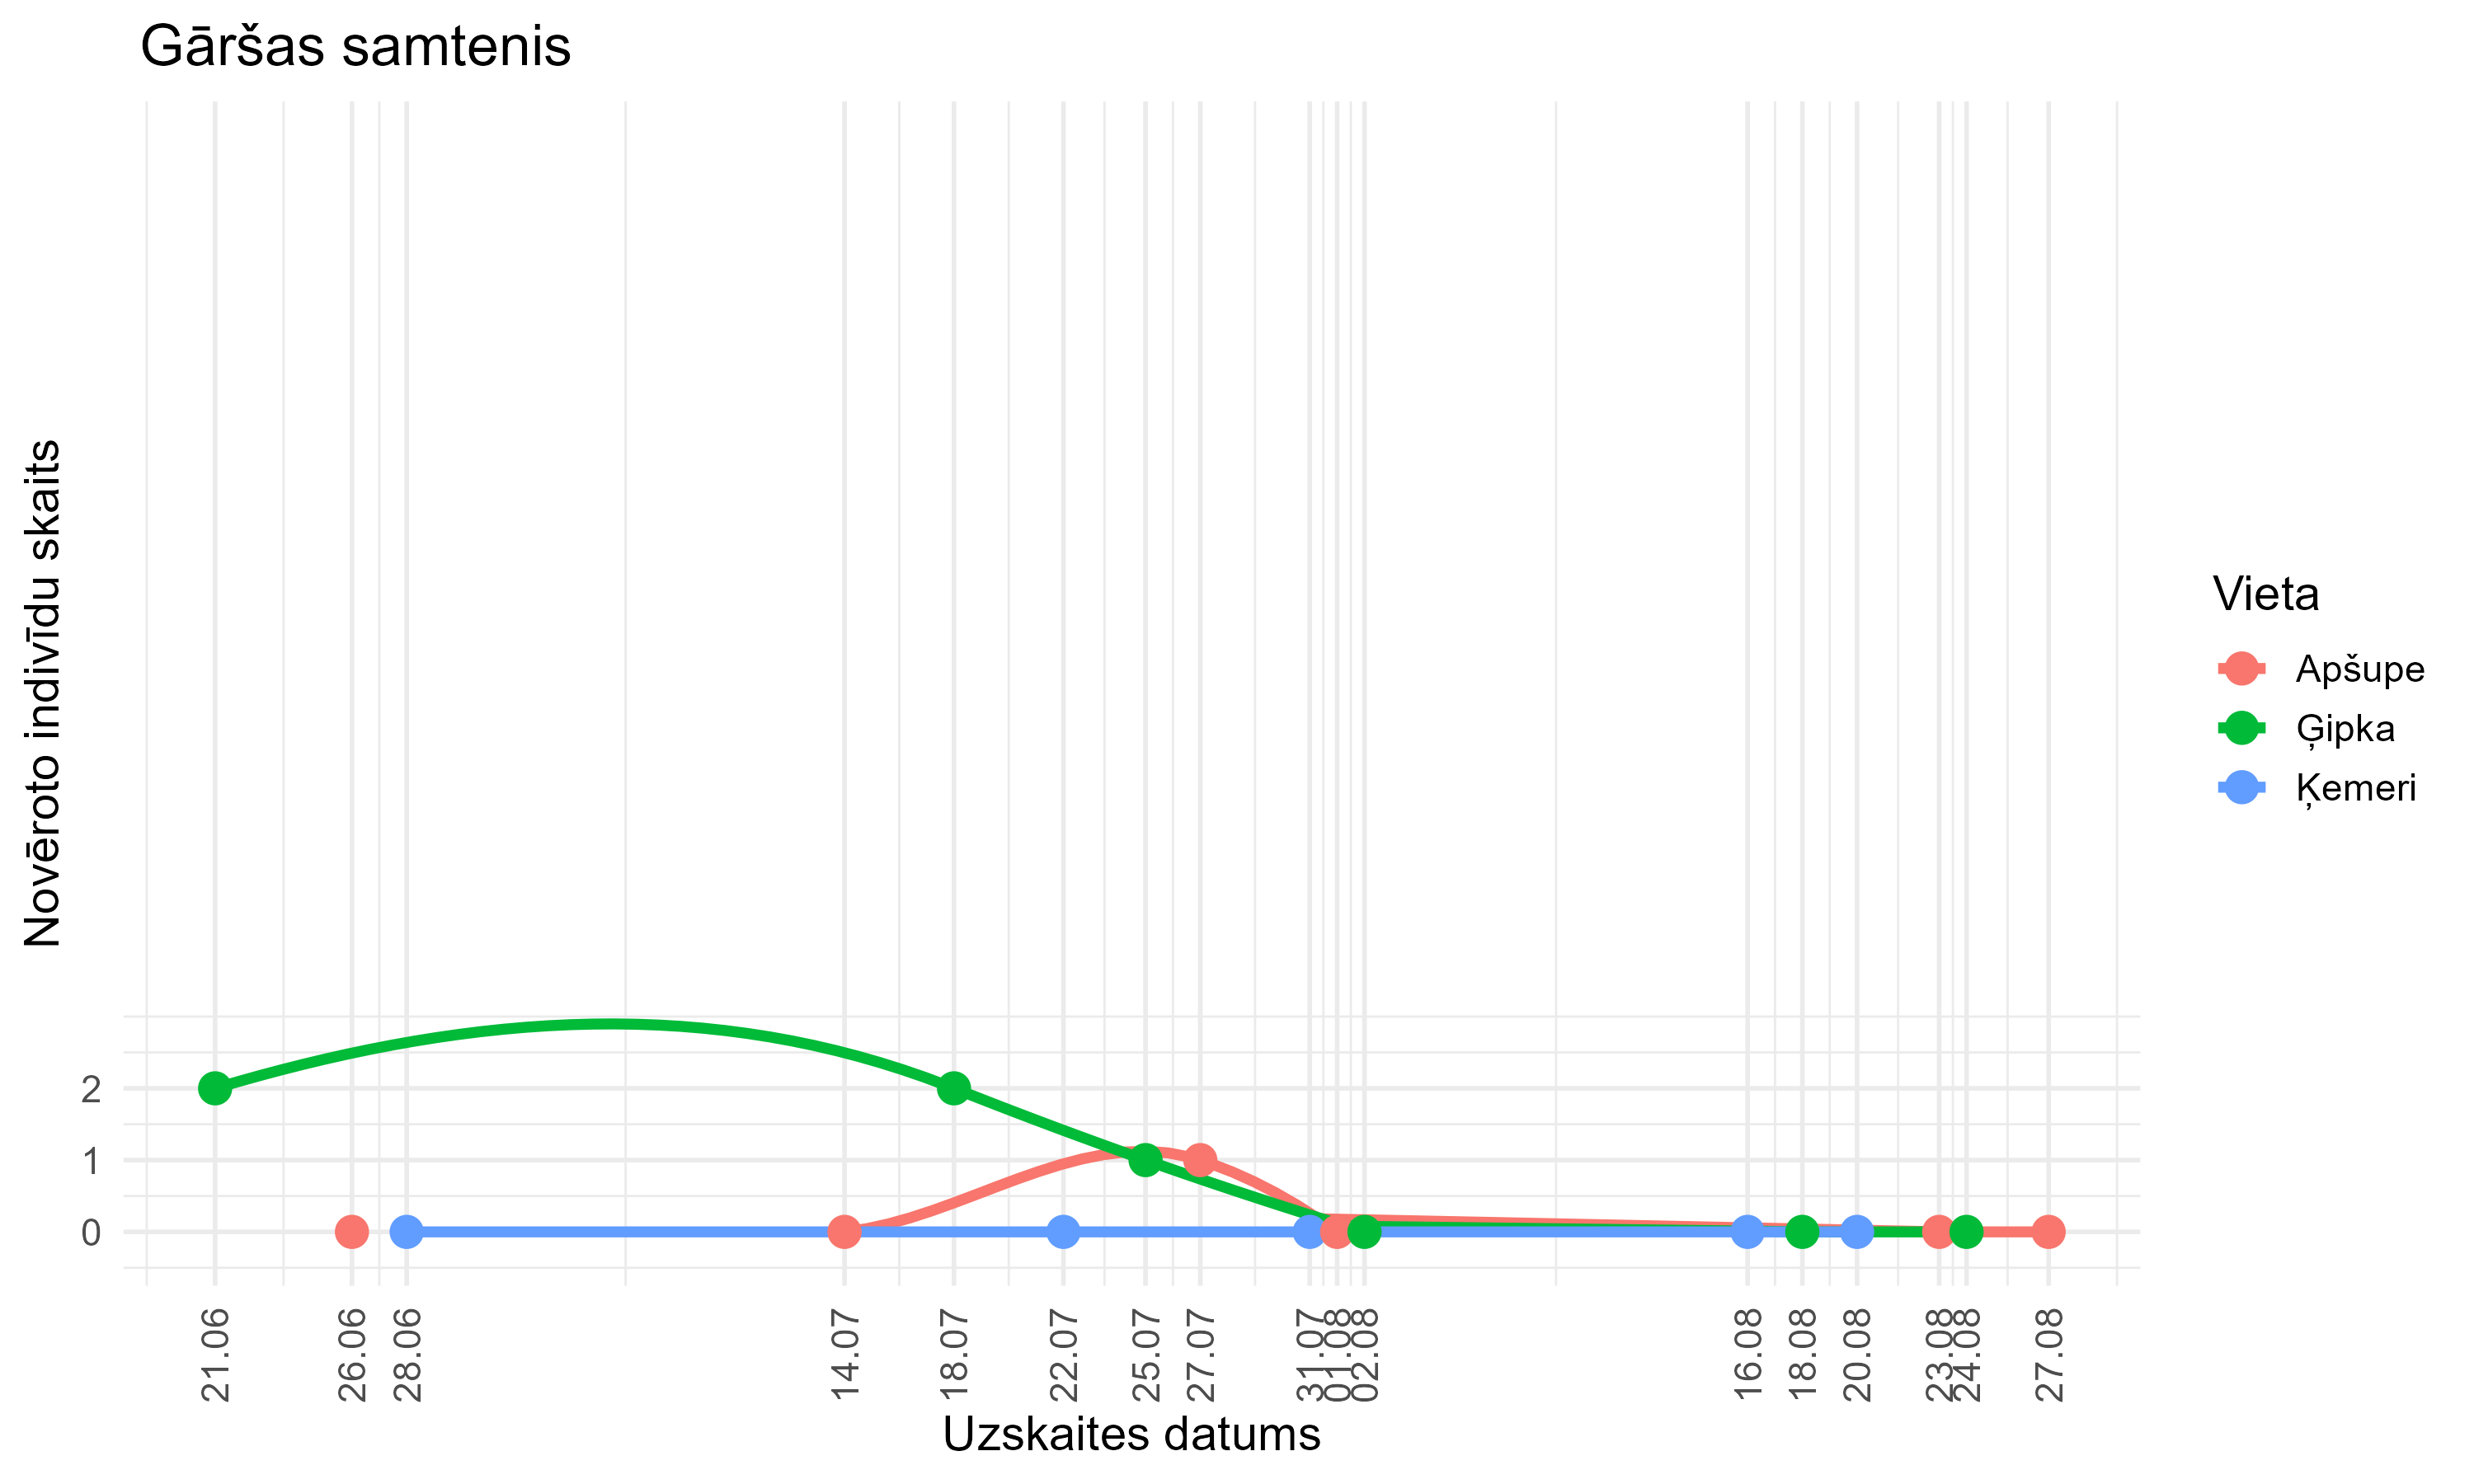 Gāršas samtenis
Novēroto indivīdu skaits
2
1
0
21.06
26.06
28.06
14.07
18.07
22.07
25.07
27.07
31.07
01.08
02.08
16.08
18.08
20.08
23.08
24.08
27.08
Uzskaites datums
Vieta
Apšupe
Ģipka
Ķemeri